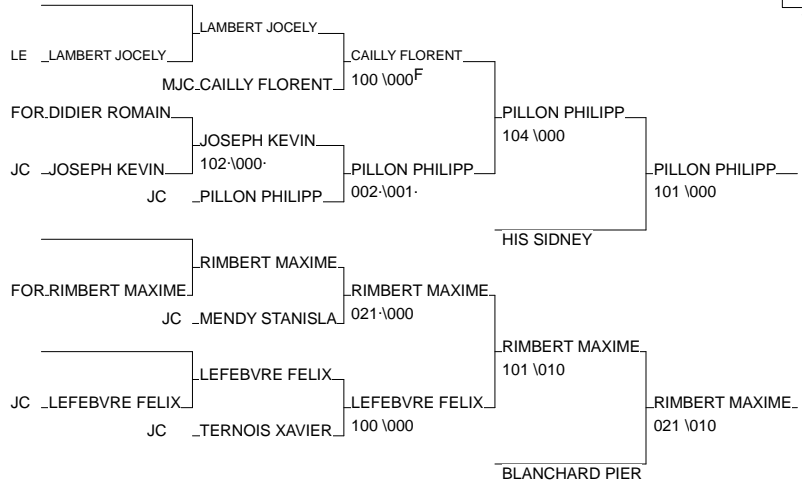 LAMBERT JOCELY
LE LAMBERT JOCELY CAILLY FLORENT
MJC CAILLY FLORENT 100 \000F
FOR DIDIER ROMAIN PILLON PHILIPP
JOSEPH KEVIN 104 \000
102·\000·
JC JOSEPH KEVIN PILLON PHILIPP PILLON PHILIPP
JC PILLON PHILIPP 002·\001· 101 \000
HIS SIDNEY
RIMBERT MAXIME
FOR RIMBERT MAXIME RIMBERT MAXIME
JC MENDY STANISLA 021·\000
RIMBERT MAXIME
LEFEBVRE FELIX 101 \010
JC LEFEBVRE FELIX LEFEBVRE FELIX RIMBERT MAXIME
JC TERNOIS XAVIER 100 \000 021 \010
BLANCHARD PIER